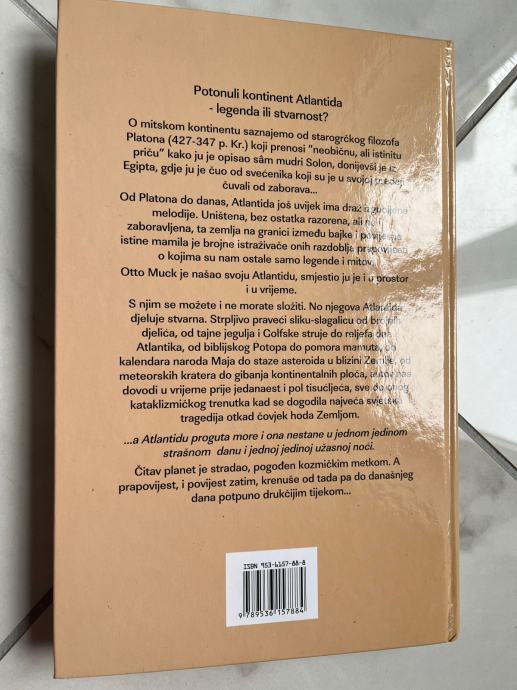 Potonuli kontinent Atlantida
- legenda ili stvarnost?
O mitskom kontinentu saznajemo od starogrčkog filozofa
Platona (427-347 p. Kr.) koji prenosi "neobičnu, ali istinitu
priču" kako ju je opisao sâm mudri Solon, donijevši je iz
Egipta, gdje ju je čuo od svećenika koji su je u svojoj
čuvali od zaborava...
Od Platona do danas, Atlantida još uvijek ima draž
melodije. Uništena, bez ostatka razorena, ali
zaboravljena, ta zemlja na granici između bajke i
istine mamila je brojne istraživače onih razdoblja
o kojima su nam ostale samo legende i mitovi.
Otto Muck je našao svoju Atlantidu, smjestio ju je i u prostor
i u vrijeme.
S njim se možete i ne morate složiti. No njegova Atlantida
djeluje stvarna. Strpljivo praveći sliku-slagalicu od brojnih
djelića, od tajne jegulja i Golfske struje do reljefa dna
Atlantika, od biblijskog Potopa do pomora mamuta, od
kalendara naroda Maja do staze asteroida u blizini Zemlje, od
meteorskih kratera do gibanja kontinentalnih ploča, autor nas
dovodi u vrijeme prije jedanaest i pol tisućljeća, sve do onog
kataklizmičkog trenutka kad se dogodila najveća svjetska
tragedija otkad čovjek hoda Zemljom.
...a Atlantidu proguta more i ona nestane u jednom jedinom
strašnom danu i jednoj jedinoj užasnoj noći.
Čitav planet je stradao, pogođen kozmičkim metkom. A
prapovijest, i povijest zatim, krenuše od tada pa do današnjeg
dana potpuno drukčijim tijekom...
ISBN 953-6157-88-8
9 789536 157884